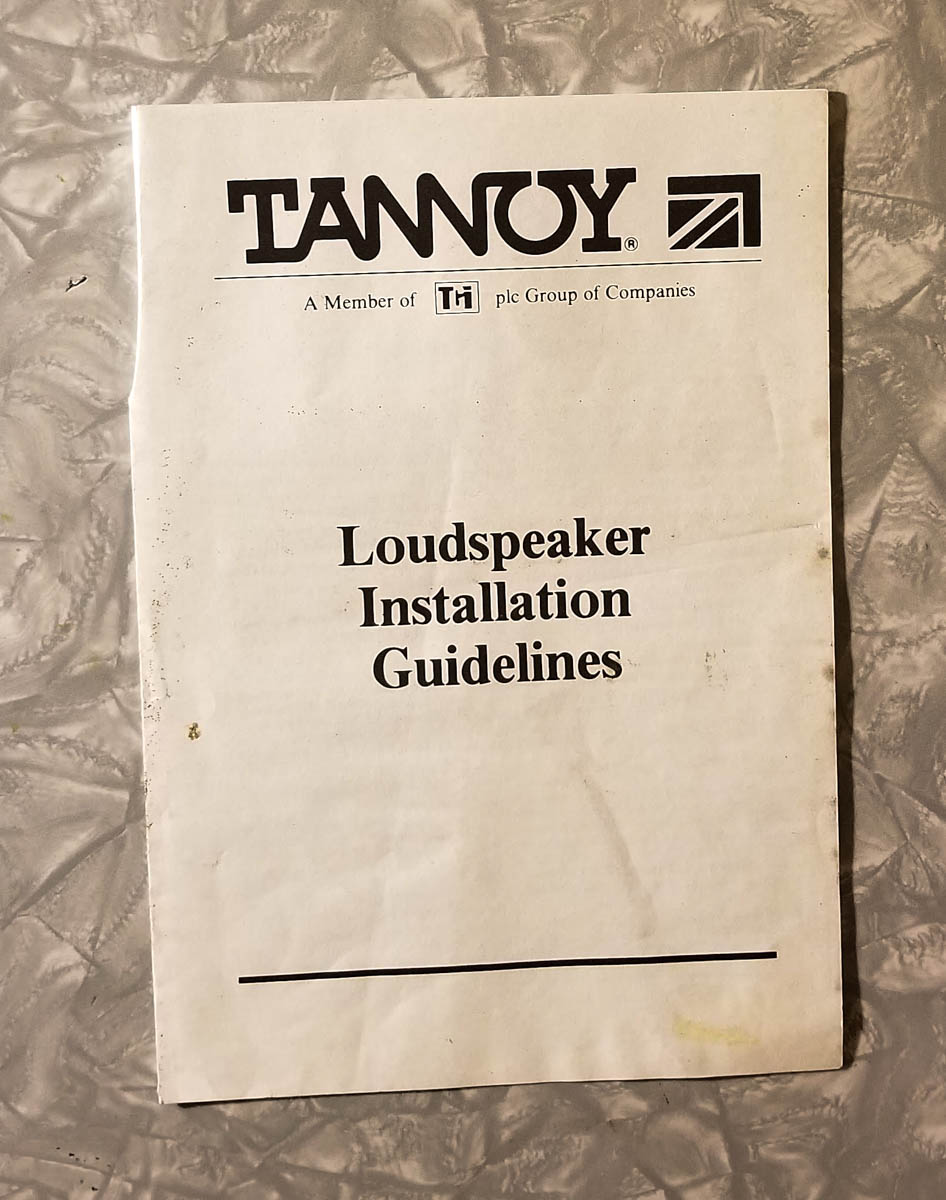 TANNOY®
A Member of TGI plc Group of Companies
Loudspeaker
Installation
Guidelines